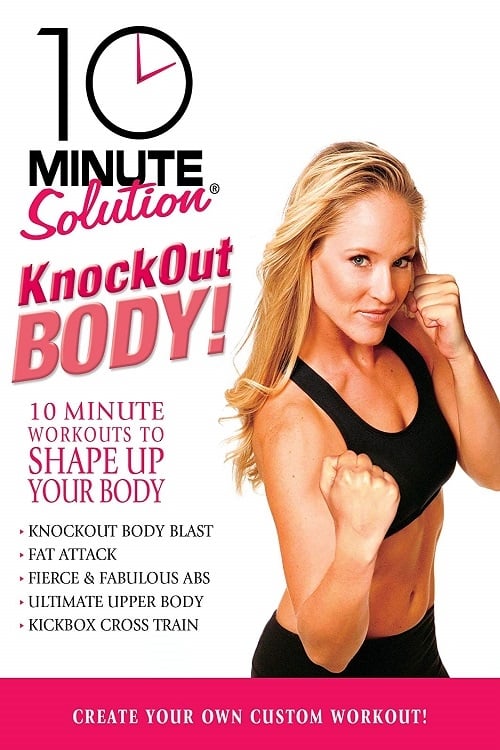 10
MINUTE
Solution®
KnockOut
BODY!
10 MINUTE
WORKOUTS TO
SHAPE UP
YOUR BODY
KNOCKOUT BODY BLAST
FAT ATTACK
FIERCE & FABULOUS ABS
ULTIMATE UPPER BODY
KICKBOX CROSS TRAIN
CREATE YOUR OWN CUSTOM WORKOUT!